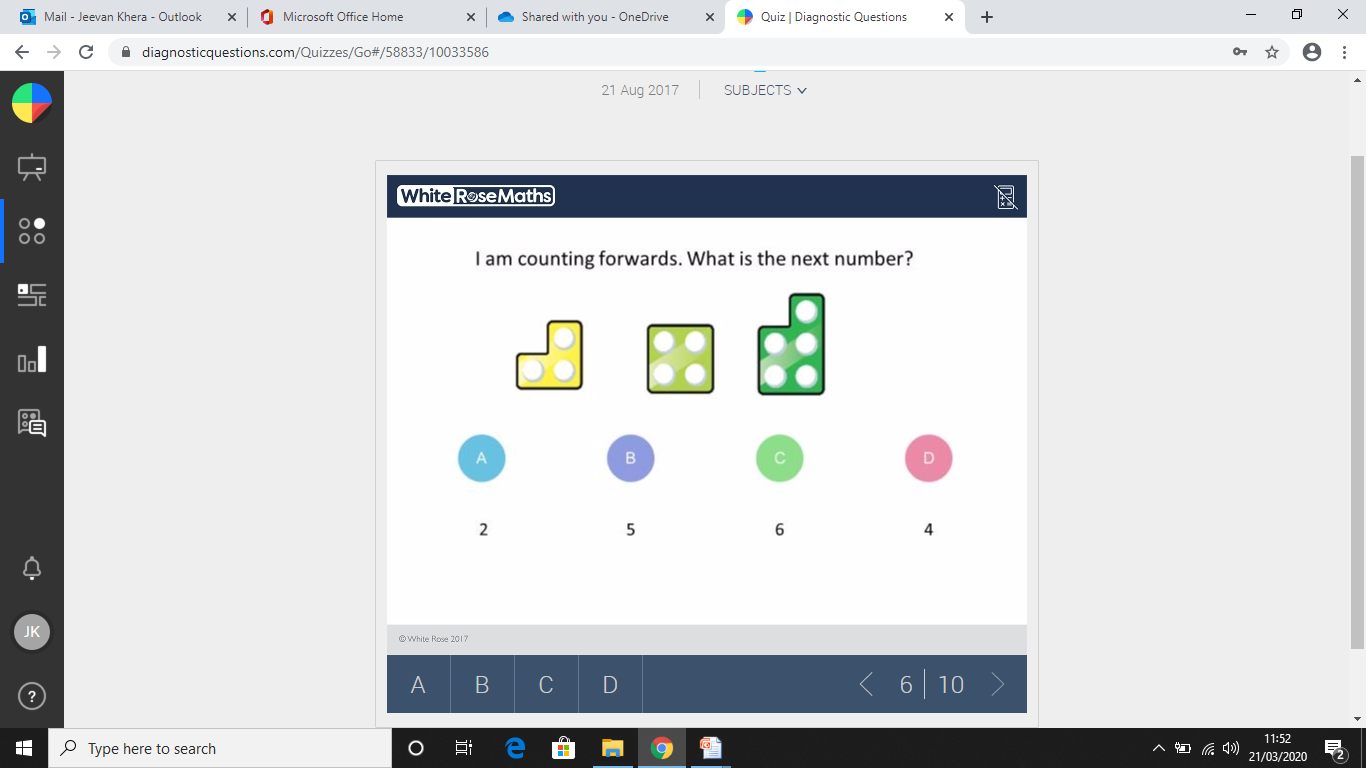 Mail - Jeevan Khera - Outlook
Microsoft Office Home
Shared with you - OneDrive
Quiz | Diagnostic Questions
diagnosticquestions.com/Quizzes/Go#/58833/10033586
21 Aug 2017
SUBJECTS
White Rose Maths
I am counting forwards. What is the next number?
A B C D
2 5 6 4
© White Rose 2017
A B C D 6 10
JK
?
Type here to search
11:52
21/03/2020
2